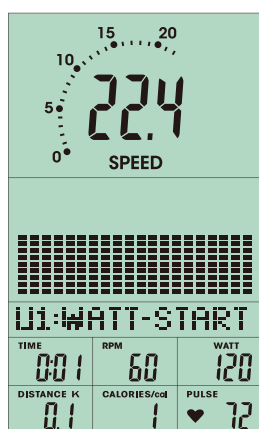 15 20
10
5
0
22.4
SPEED
U1:WATT-START
TIME RPM WATT
0:01 60 120
DISTANCE K CALORIES/cal PULSE
0.1 1 72